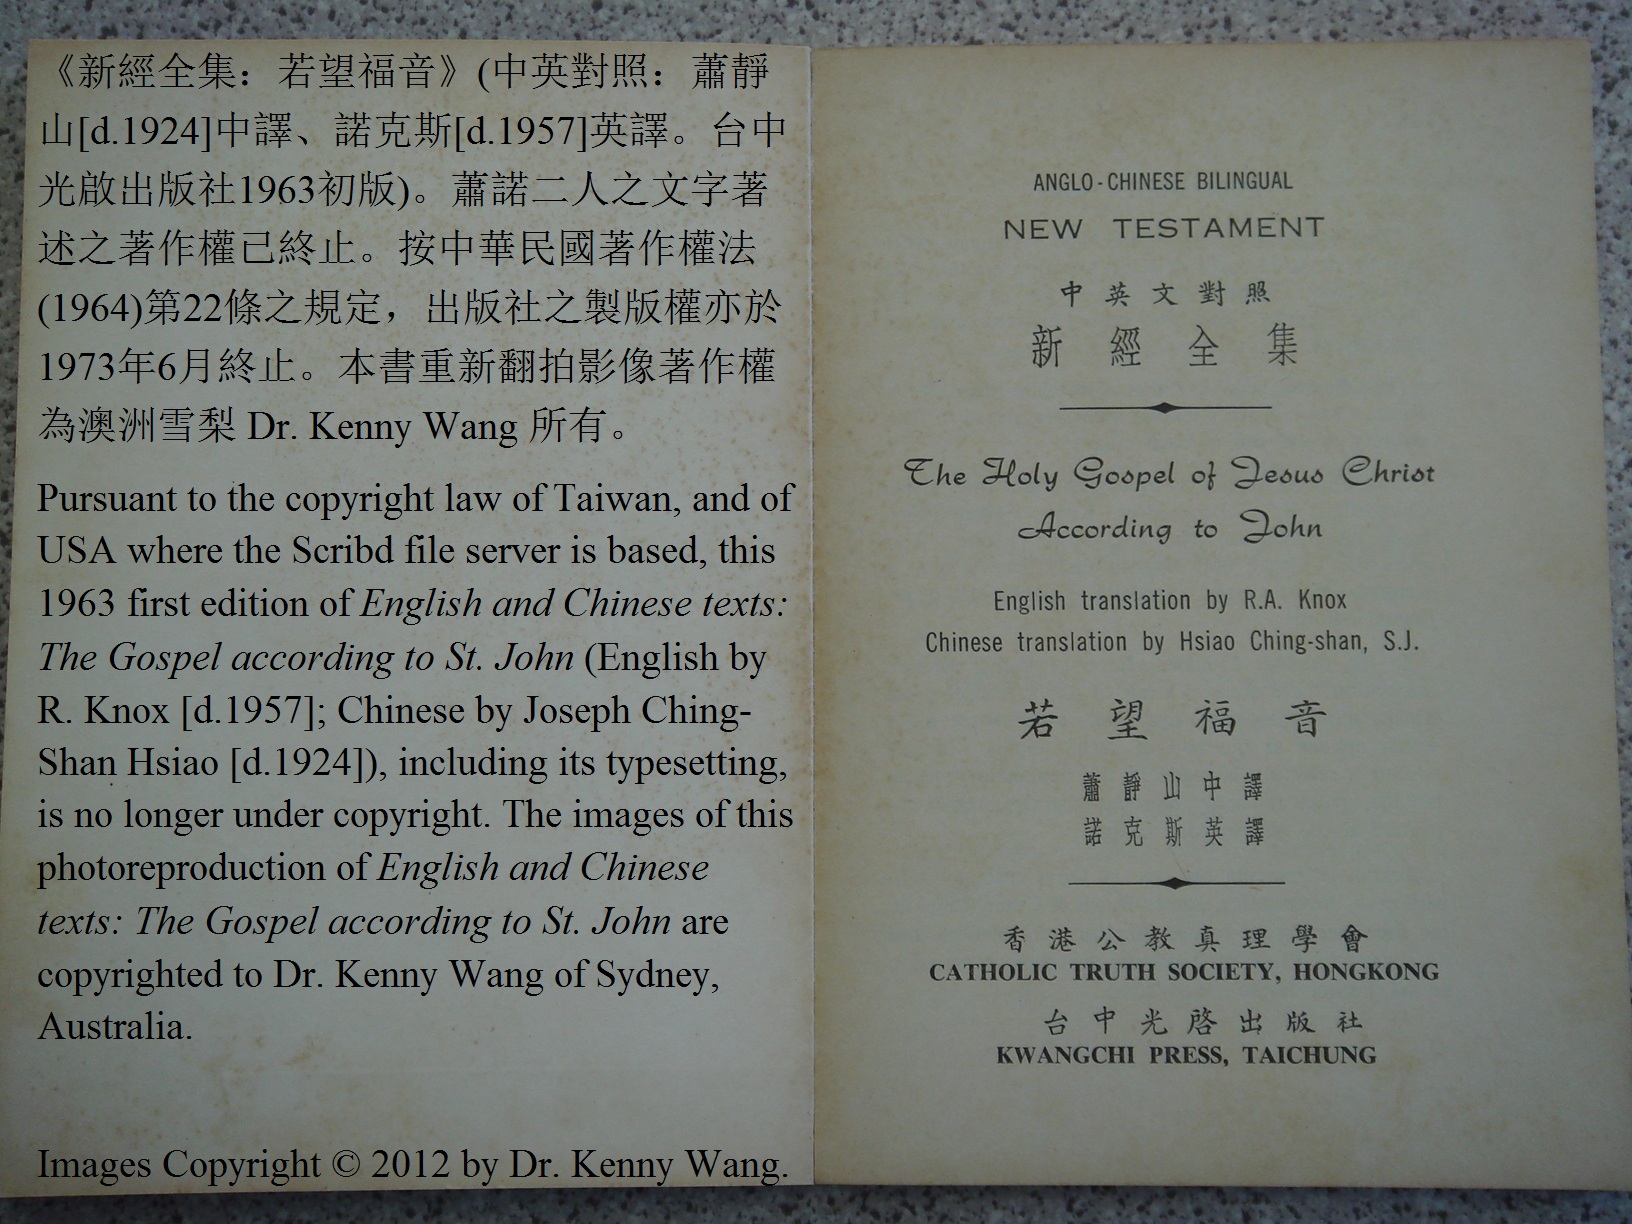 《新經全集：若望福音》(中英對照：蕭靜
山[d.1924]中譯、諾克斯[d.1957]英譯。台中
光啟出版社1963初版)。蕭諾二人之文字著
述之著作權已終止。按中華民國著作權法
(1964)第22條之規定，出版社之製版權亦於
1973年6月終止。本書重新翻拍影像著作權
為澳洲雪梨 Dr. Kenny Wang 所有。
Pursuant to the copyright law of Taiwan, and of
USA where the Scribd file server is based, this
1963 first edition of English and Chinese texts:
The Gospel according to St. John (English by
R. Knox [d.1957]; Chinese by Joseph Ching-
Shan Hsiao [d.1924]), including its typesetting,
is no longer under copyright. The images of this
photoreproduction of English and Chinese
texts: The Gospel according to St. John are
copyrighted to Dr. Kenny Wang of Sydney,
Australia.
Images Copyright © 2012 by Dr. Kenny Wang.
ANGLO-CHINESE BILINGUAL
NEW TESTAMENT
中英文對照
新經全集
The Holy Gospel of Jesus Christ
According to John
English translation by R.A. Knox
Chinese translation by Hsiao Ching-shan, S.J.
若望福音
蕭靜山中譯
諾克斯英譯
香港公教真理學會
CATHOLIC TRUTH SOCIETY, HONGKONG
台中光啓出版社
KWANGCHI PRESS, TAICHUNG